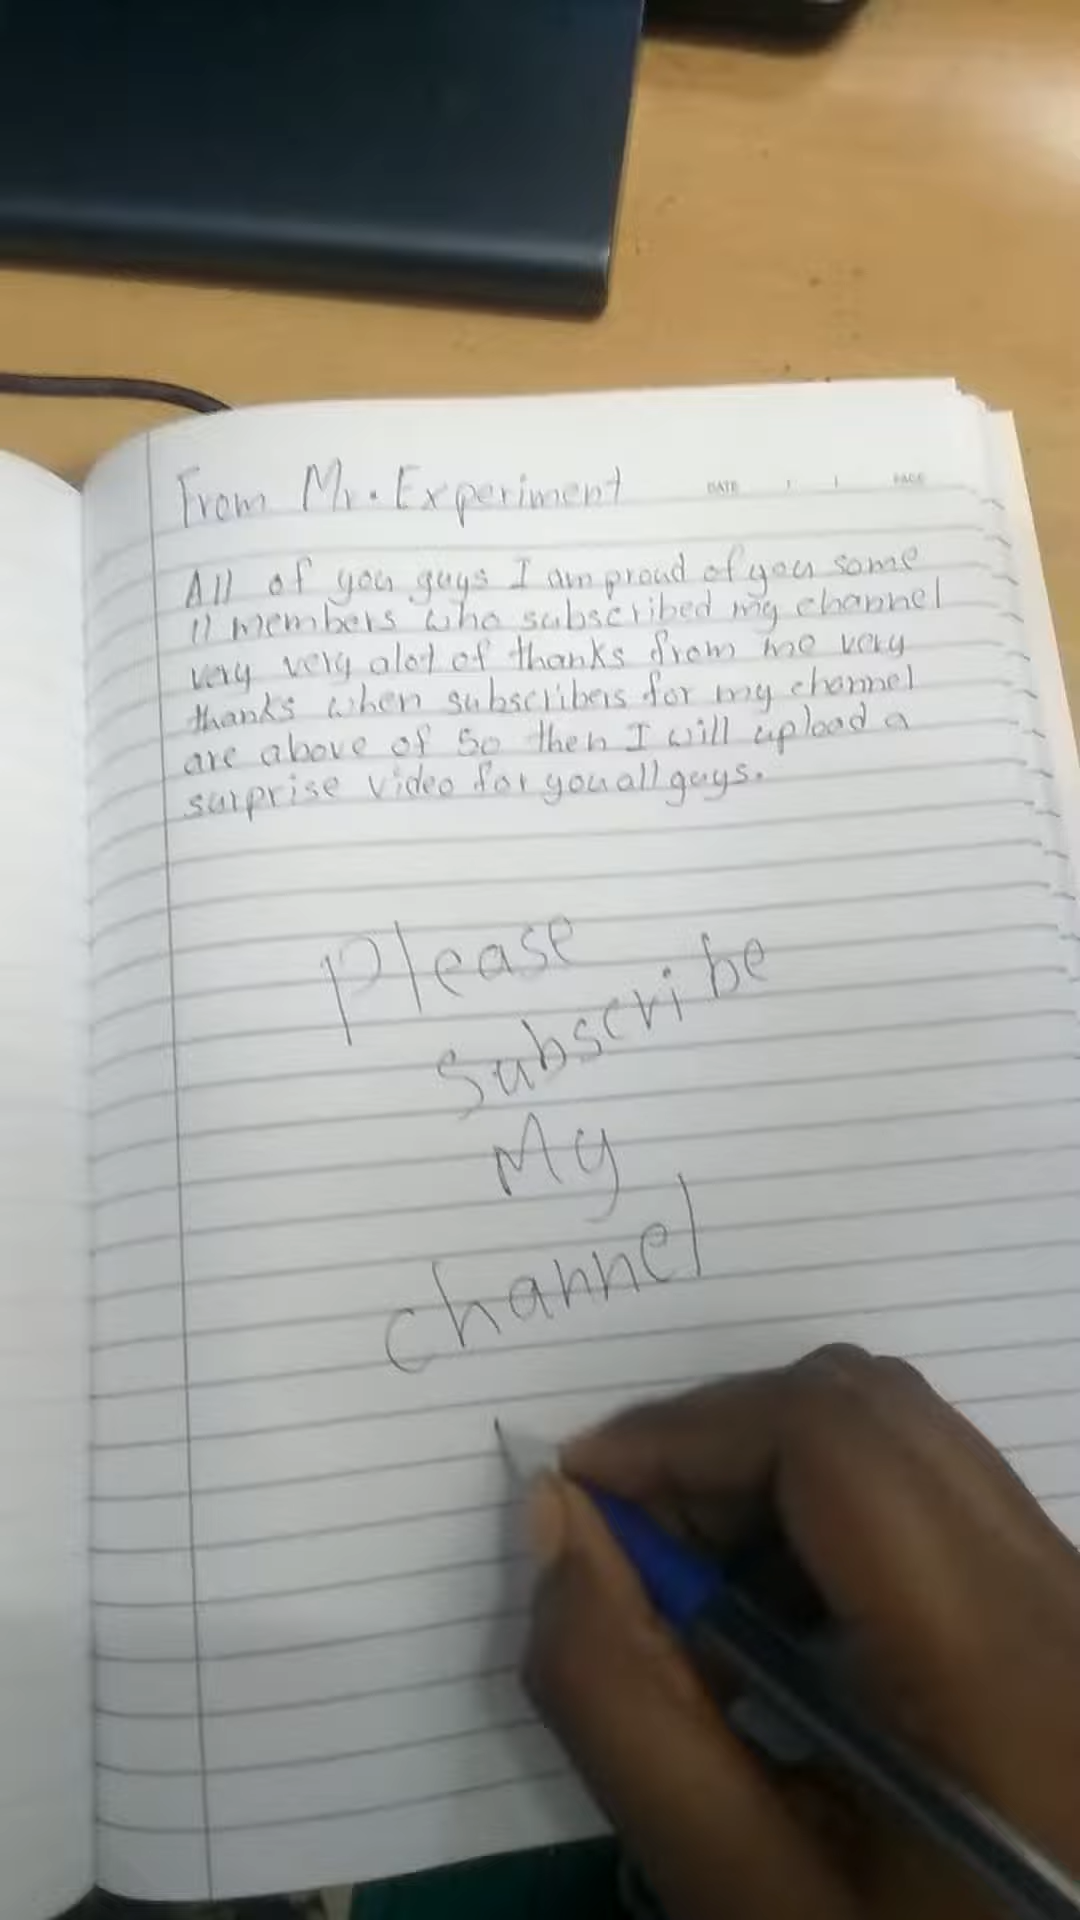 From Mr. Experiment
DATE / / PAGE
All of you guys I am proud of you some
11 members who subscribed my channel
very very alot of thanks from me very
thanks when subscribers for my channel
are above of 50 then I will upload a
surprise video for you all guys.
Please
subscribe
My
channel